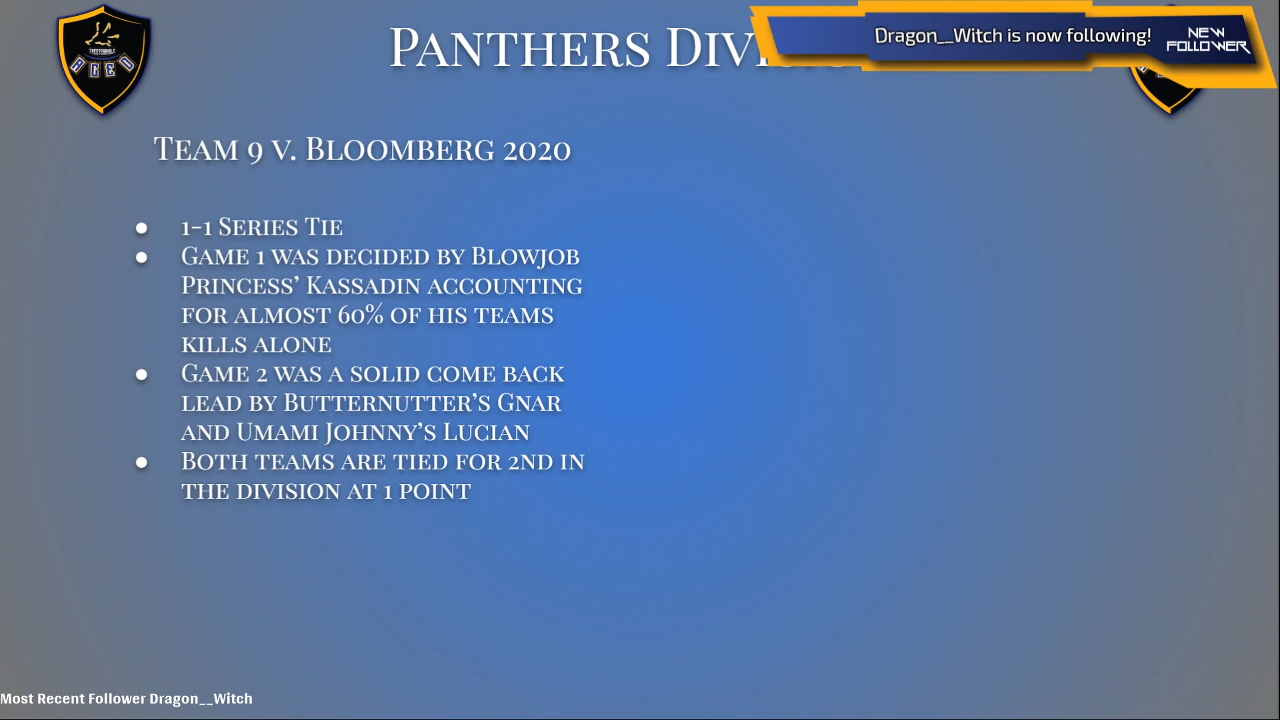 Panthers Div
Dragon__Witch is now following!
NEW
FOLLOWER
AGEO
Team 9 v. Bloomberg 2020
● 1-1 Series Tie
● Game 1 was decided by Blowjob
Princess’ Kassadin accounting
for almost 60% of his teams
kills alone
● Game 2 was a solid come back
lead by Butternutter’s Gnar
and Umami Johnny’s Lucian
● Both teams are tied for 2nd in
the division at 1 point
Most Recent Follower Dragon__Witch